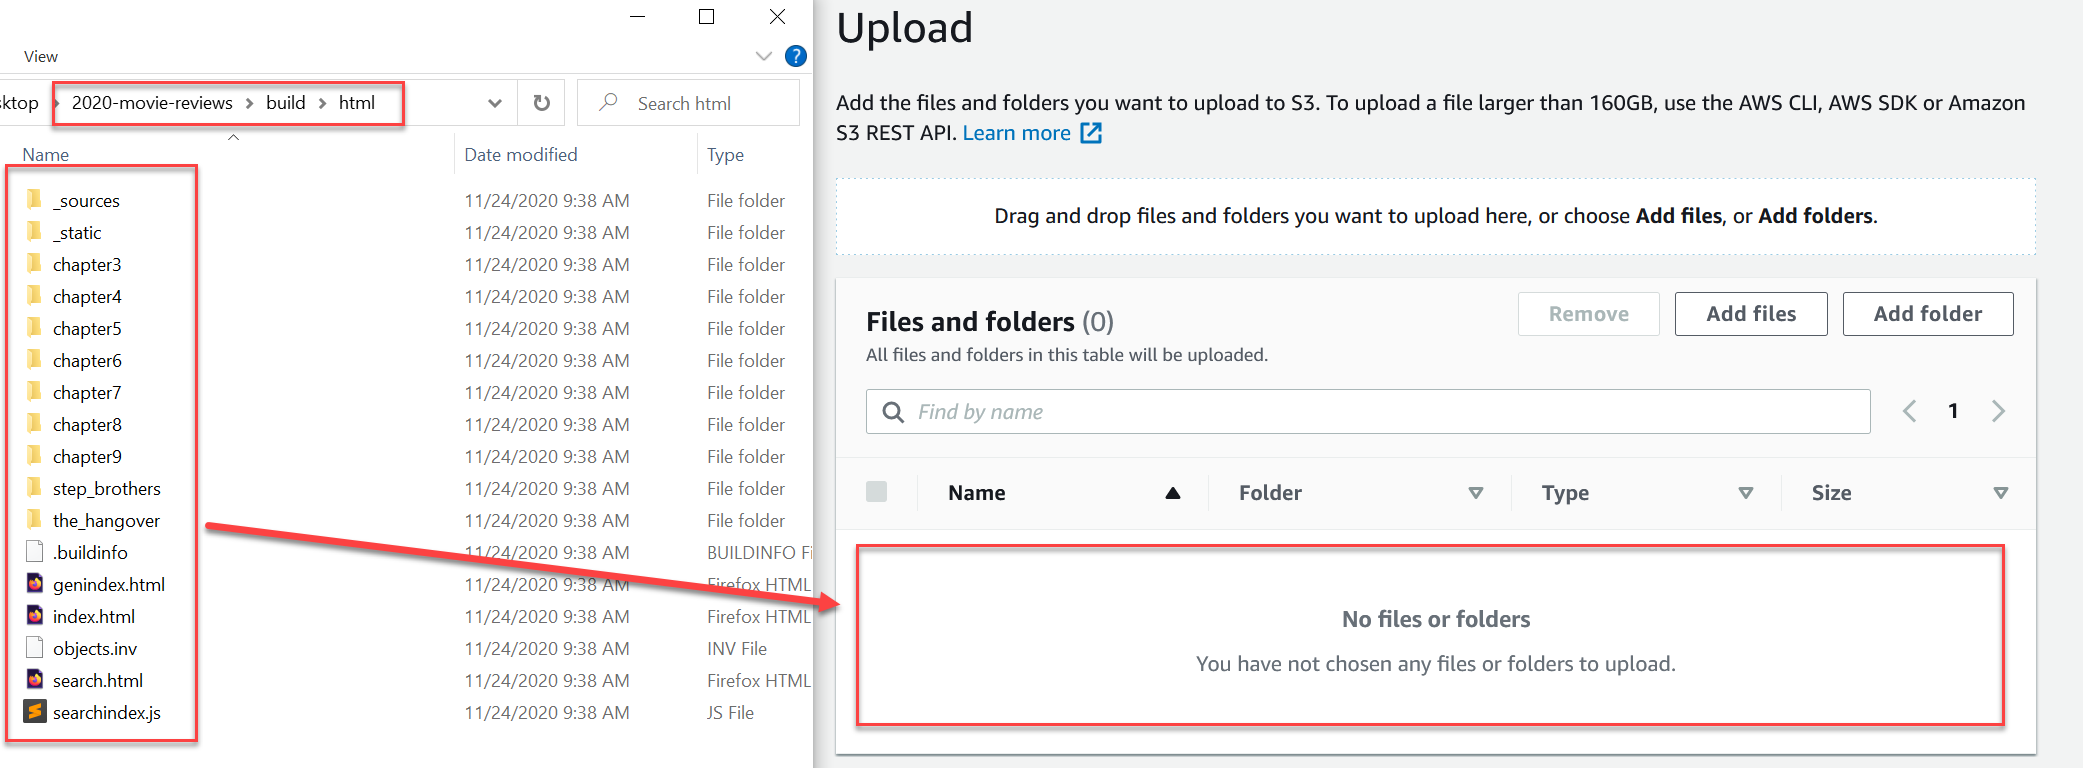 View
?
ktop
2020-movie-reviews
build
html
Search html
Name
Date modified
Type
_sources 11/24/2020 9:38 AM File folder
_static 11/24/2020 9:38 AM File folder
chapter3 11/24/2020 9:38 AM File folder
chapter4 11/24/2020 9:38 AM File folder
chapter5 11/24/2020 9:38 AM File folder
chapter6 11/24/2020 9:38 AM File folder
chapter7 11/24/2020 9:38 AM File folder
chapter8 11/24/2020 9:38 AM File folder
chapter9 11/24/2020 9:38 AM File folder
step_brothers 11/24/2020 9:38 AM File folder
the_hangover 11/24/2020 9:38 AM File folder
.buildinfo 11/24/2020 9:38 AM BUILDINFO Fi
genindex.html 11/24/2020 9:38 AM Firefox HTML
index.html 11/24/2020 9:38 AM Firefox HTML
objects.inv 11/24/2020 9:38 AM INV File
search.html 11/24/2020 9:38 AM Firefox HTML
searchindex.js 11/24/2020 9:38 AM JS File
Upload
Add the files and folders you want to upload to S3. To upload a file larger than 160GB, use the AWS CLI, AWS SDK or Amazon
S3 REST API. Learn more
Drag and drop files and folders you want to upload here, or choose Add files, or Add folders.
Files and folders (0)
Remove
Add files
Add folder
All files and folders in this table will be uploaded.
Find by name
1
Name
Folder
Type
Size
No files or folders
You have not chosen any files or folders to upload.